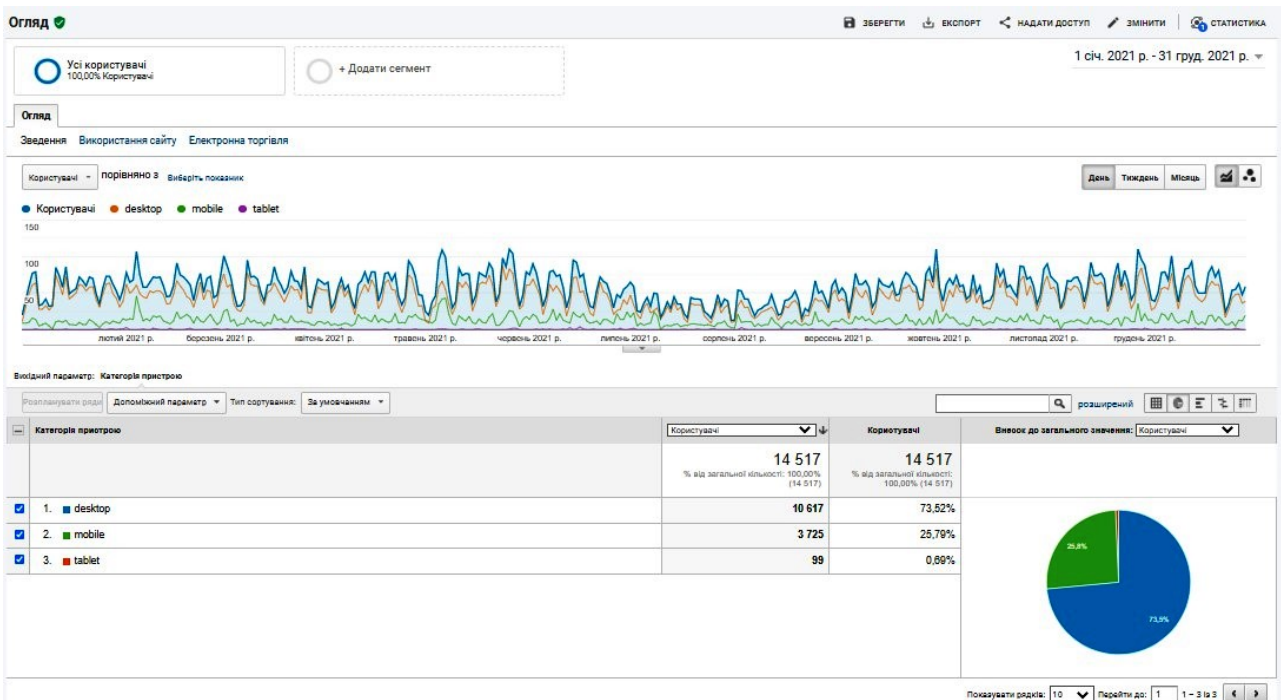 Огляд
ЗБЕРЕГТИ ЕКСПОРТ НАДАТИ ДОСТУП ЗМІНИТИ СТАТИСТИКА
1 січ. 2021 р. - 31 груд. 2021 р.
Усі користувачі
100,00% Користувачі
+ Додати сегмент
Огляд
Зведення Використання сайту Електронна торгівля
Користувачі порівняно з Виберіть показник
День Тиждень Місяць
Користувачі desktop mobile tablet
150
100
50
лютий 2021 р. березень 2021 р. квітень 2021 р. травень 2021 р. червень 2021 р. липень 2021 р. серпень 2021 р. вересень 2021 р. жовтень 2021 р. листопад 2021 р. грудень 2021 р.
Вихідний параметр: Категорія пристрою
Розпланувати ряди Допоміжний параметр Тип сортування: За умовчанням розширений
Категорія пристрою Користувачі Користувачі Внесок до загального значення: Користувачі
14 517 14 517
% від загальної кількості: 100,00% % від загальної кількості:
(14 517) 100,00% (14 517)
1. desktop 10 617 73,52%
2. mobile 3 725 25,79%
3. tablet 99 0,69%
25,8%
73,5%
Показувати рядків: 10 Перейти до: 1 1 – 3 із 3